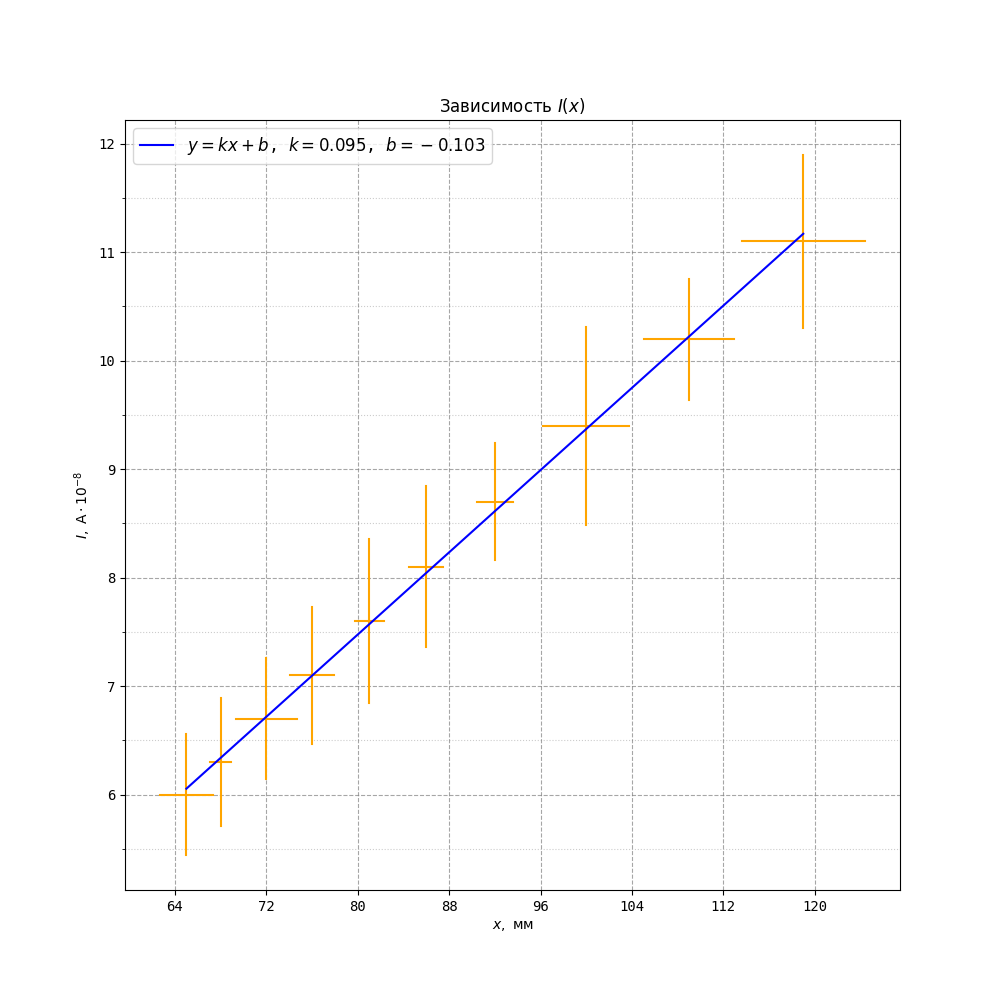 Зависимость I(x)
y = kx + b, k = 0.095, b = −0.103
12
11
10
9
8
7
6
I, А · 10⁻⁸
64 72 80 88 96 104 112 120
x, мм